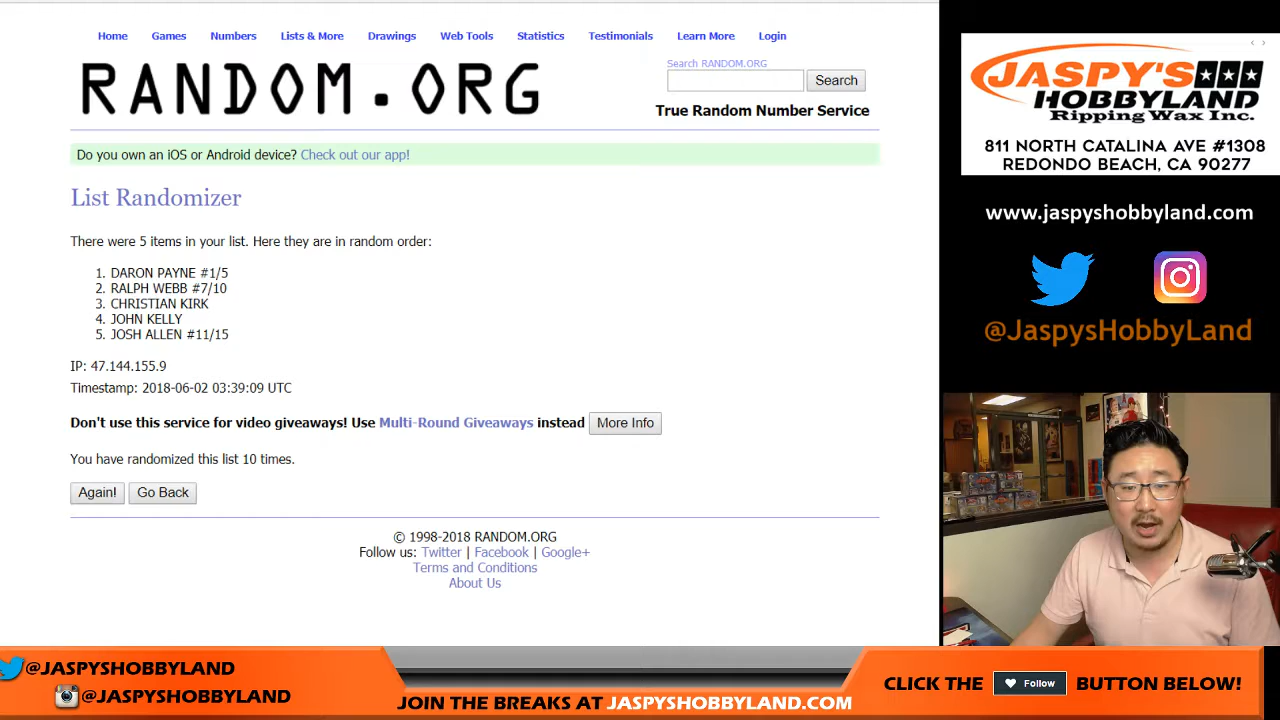 Home Games Numbers Lists & More Drawings Web Tools Statistics Testimonials Learn More Login
RANDOM.ORG
Search RANDOM.ORG
Search
True Random Number Service
Do you own an iOS or Android device? Check out our app!
List Randomizer
There were 5 items in your list. Here they are in random order:
1. DARON PAYNE #1/5
2. RALPH WEBB #7/10
3. CHRISTIAN KIRK
4. JOHN KELLY
5. JOSH ALLEN #11/15
IP: 47.144.155.9
Timestamp: 2018-06-02 03:39:09 UTC
Don't use this service for video giveaways! Use Multi-Round Giveaways instead More Info
You have randomized this list 10 times.
Again! Go Back
© 1998-2018 RANDOM.ORG
Follow us: Twitter | Facebook | Google+
Terms and Conditions
About Us
JASPY'S
HOBBYLAND
Ripping Wax Inc.
811 NORTH CATALINA AVE #1308
REDONDO BEACH, CA 90277
www.jaspyshobbyland.com
@JaspysHobbyLand
@JASPYSHOBBYLAND
@JASPYSHOBBYLAND
JOIN THE BREAKS AT JASPYSHOBBYLAND.COM
CLICK THE Follow BUTTON BELOW!